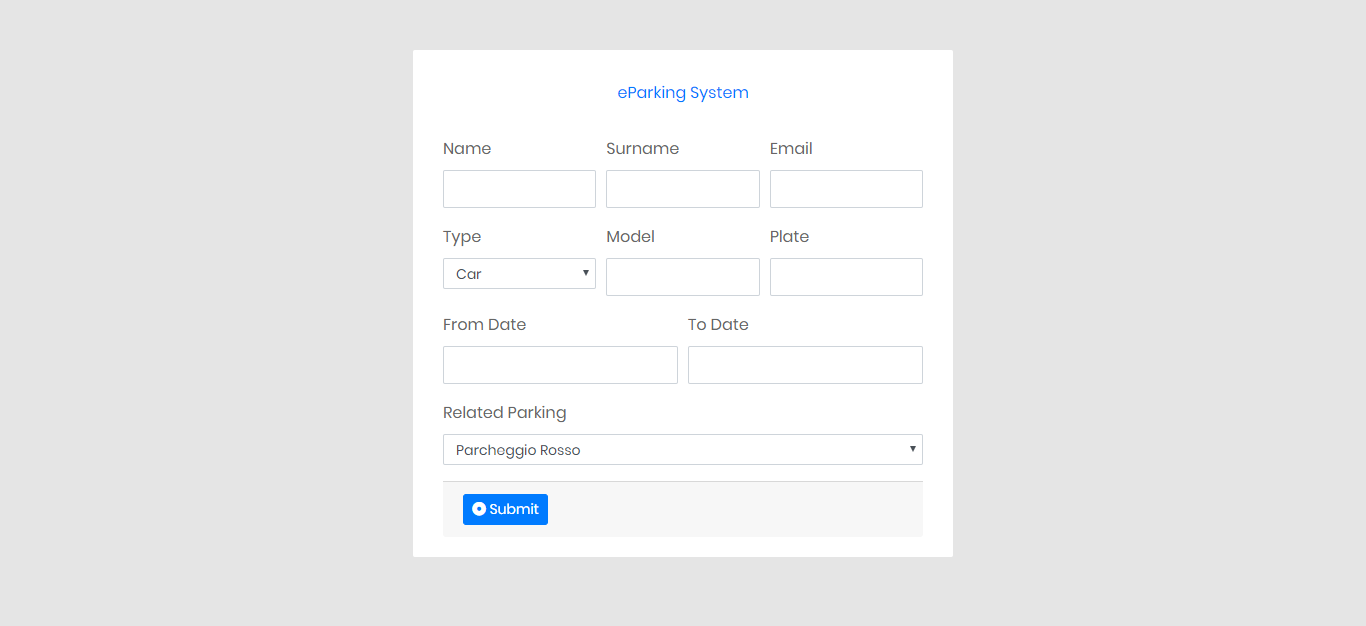 eParking System
Name Surname Email
Type Model Plate
Car
From Date To Date
Related Parking
Parcheggio Rosso
Submit